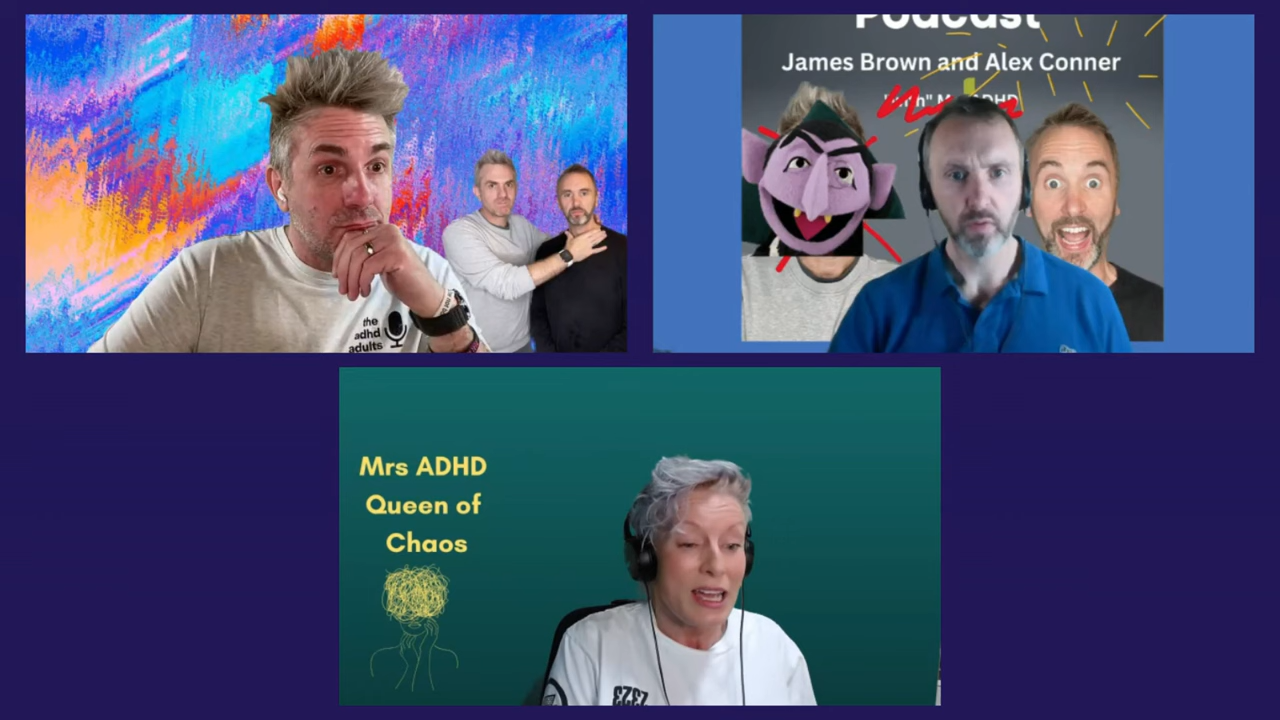 the
adhd
adults
Podcast
James Brown and Alex Conner
Mrs ADHD
Queen of
Chaos